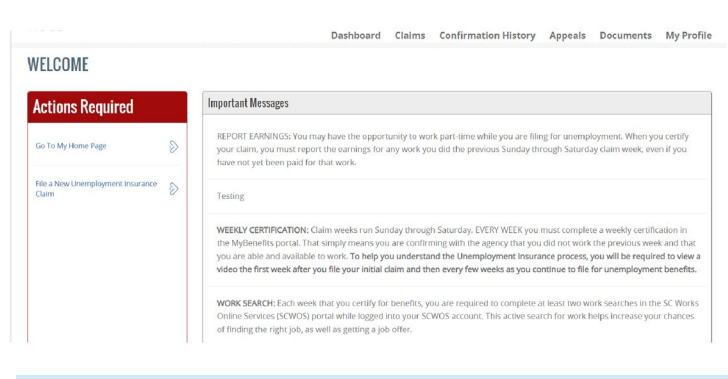 Dashboard Claims Confirmation History Appeals Documents My Profile
WELCOME
Actions Required
Go To My Home Page
File a New Unemployment Insurance
Claim
Important Messages
REPORT EARNINGS: You may have the opportunity to work part-time while you are filing for unemployment. When you certify
your claim, you must report the earnings for any work you did the previous Sunday through Saturday claim week, even if you
have not yet been paid for that work.
Testing
WEEKLY CERTIFICATION: Claim weeks run Sunday through Saturday. EVERY WEEK you must complete a weekly certification in
the MyBenefits portal. That simply means you are confirming with the agency that you did not work the previous week and that
you are able and available to work. To help you understand the Unemployment Insurance process, you will be required to view a
video the first week after you file your initial claim and then every few weeks as you continue to file for unemployment benefits.
WORK SEARCH: Each week that you certify for benefits, you are required to complete at least two work searches in the SC Works
Online Services (SCWOS) portal while logged into your SCWOS account. This active search for work helps increase your chances
of finding the right job, as well as getting a job offer.